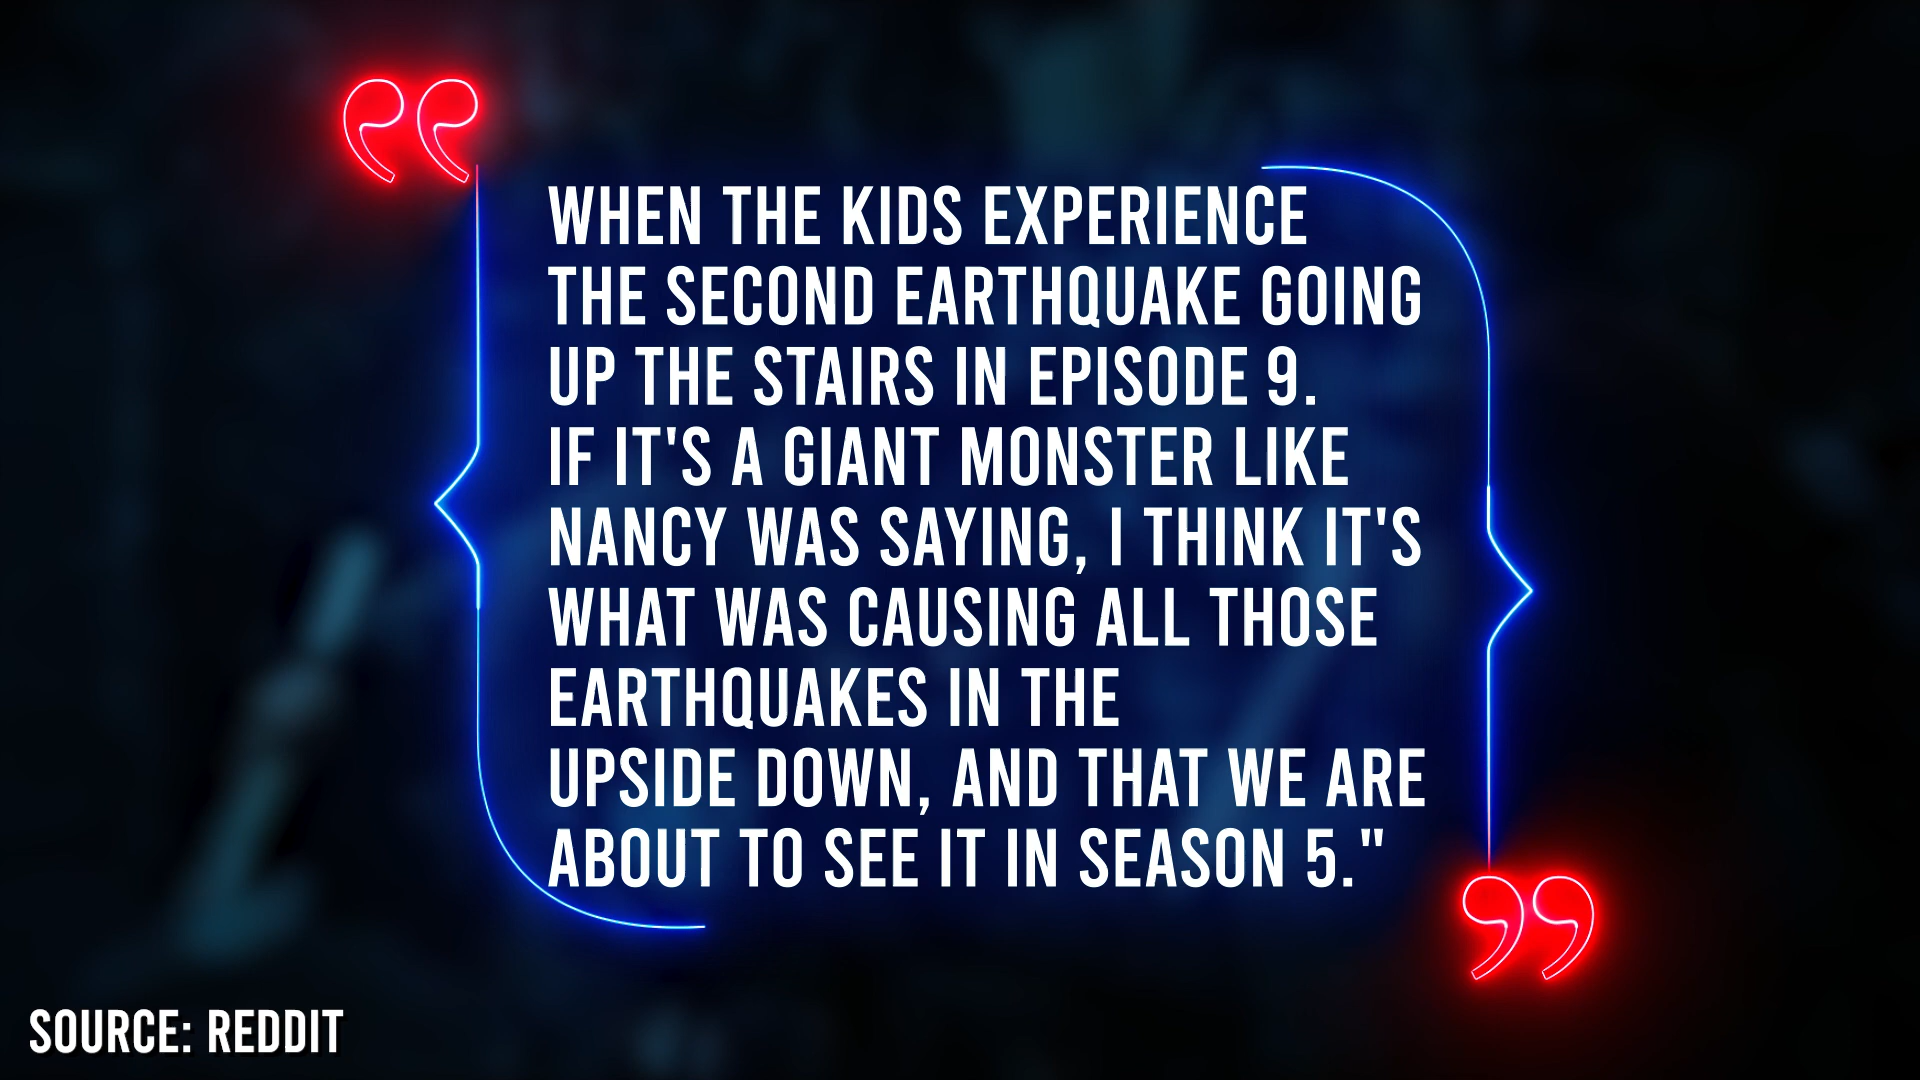 WHEN THE KIDS EXPERIENCE
THE SECOND EARTHQUAKE GOING
UP THE STAIRS IN EPISODE 9.
IF IT'S A GIANT MONSTER LIKE
NANCY WAS SAYING, I THINK IT'S
WHAT WAS CAUSING ALL THOSE
EARTHQUAKES IN THE
UPSIDE DOWN, AND THAT WE ARE
ABOUT TO SEE IT IN SEASON 5."
SOURCE: REDDIT